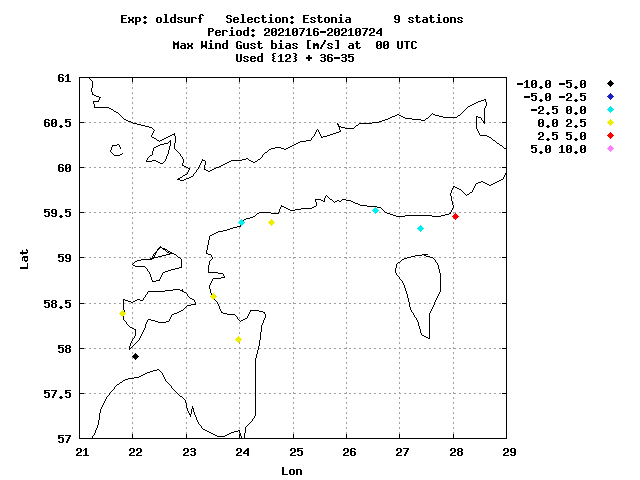 Exp: oldsurf   Selection: Estonia      9 stations
Period: 20210716-20210724
Max Wind Gust bias [m/s] at  00 UTC
Used {12} + 36-35
61
60.5
60
59.5
59
58.5
58
57.5
57
Lat
21 22 23 24 25 26 27 28 29
Lon
-10.0 -5.0
-5.0 -2.5
-2.5 0.0
0.0 2.5
2.5 5.0
5.0 10.0